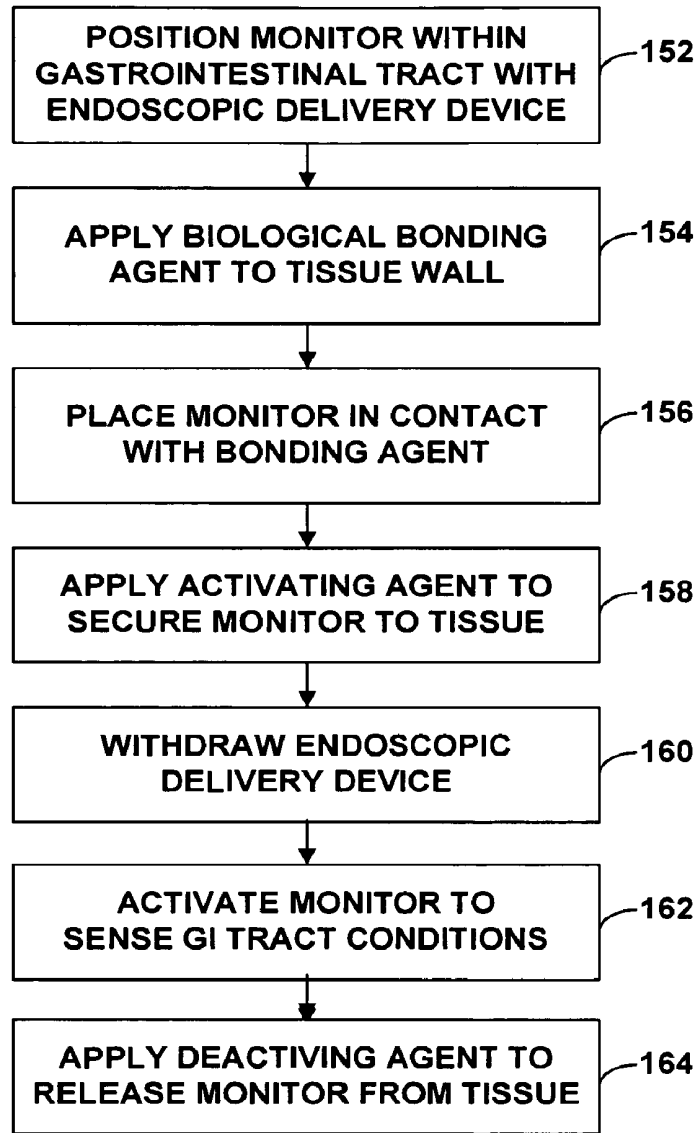 POSITION MONITOR WITHIN
GASTROINTESTINAL TRACT WITH
ENDOSCOPIC DELIVERY DEVICE
152
APPLY BIOLOGICAL BONDING
AGENT TO TISSUE WALL
154
PLACE MONITOR IN CONTACT
WITH BONDING AGENT
156
APPLY ACTIVATING AGENT TO
SECURE MONITOR TO TISSUE
158
WITHDRAW ENDOSCOPIC
DELIVERY DEVICE
160
ACTIVATE MONITOR TO
SENSE GI TRACT CONDITIONS
162
APPLY DEACTIVING AGENT TO
RELEASE MONITOR FROM TISSUE
164